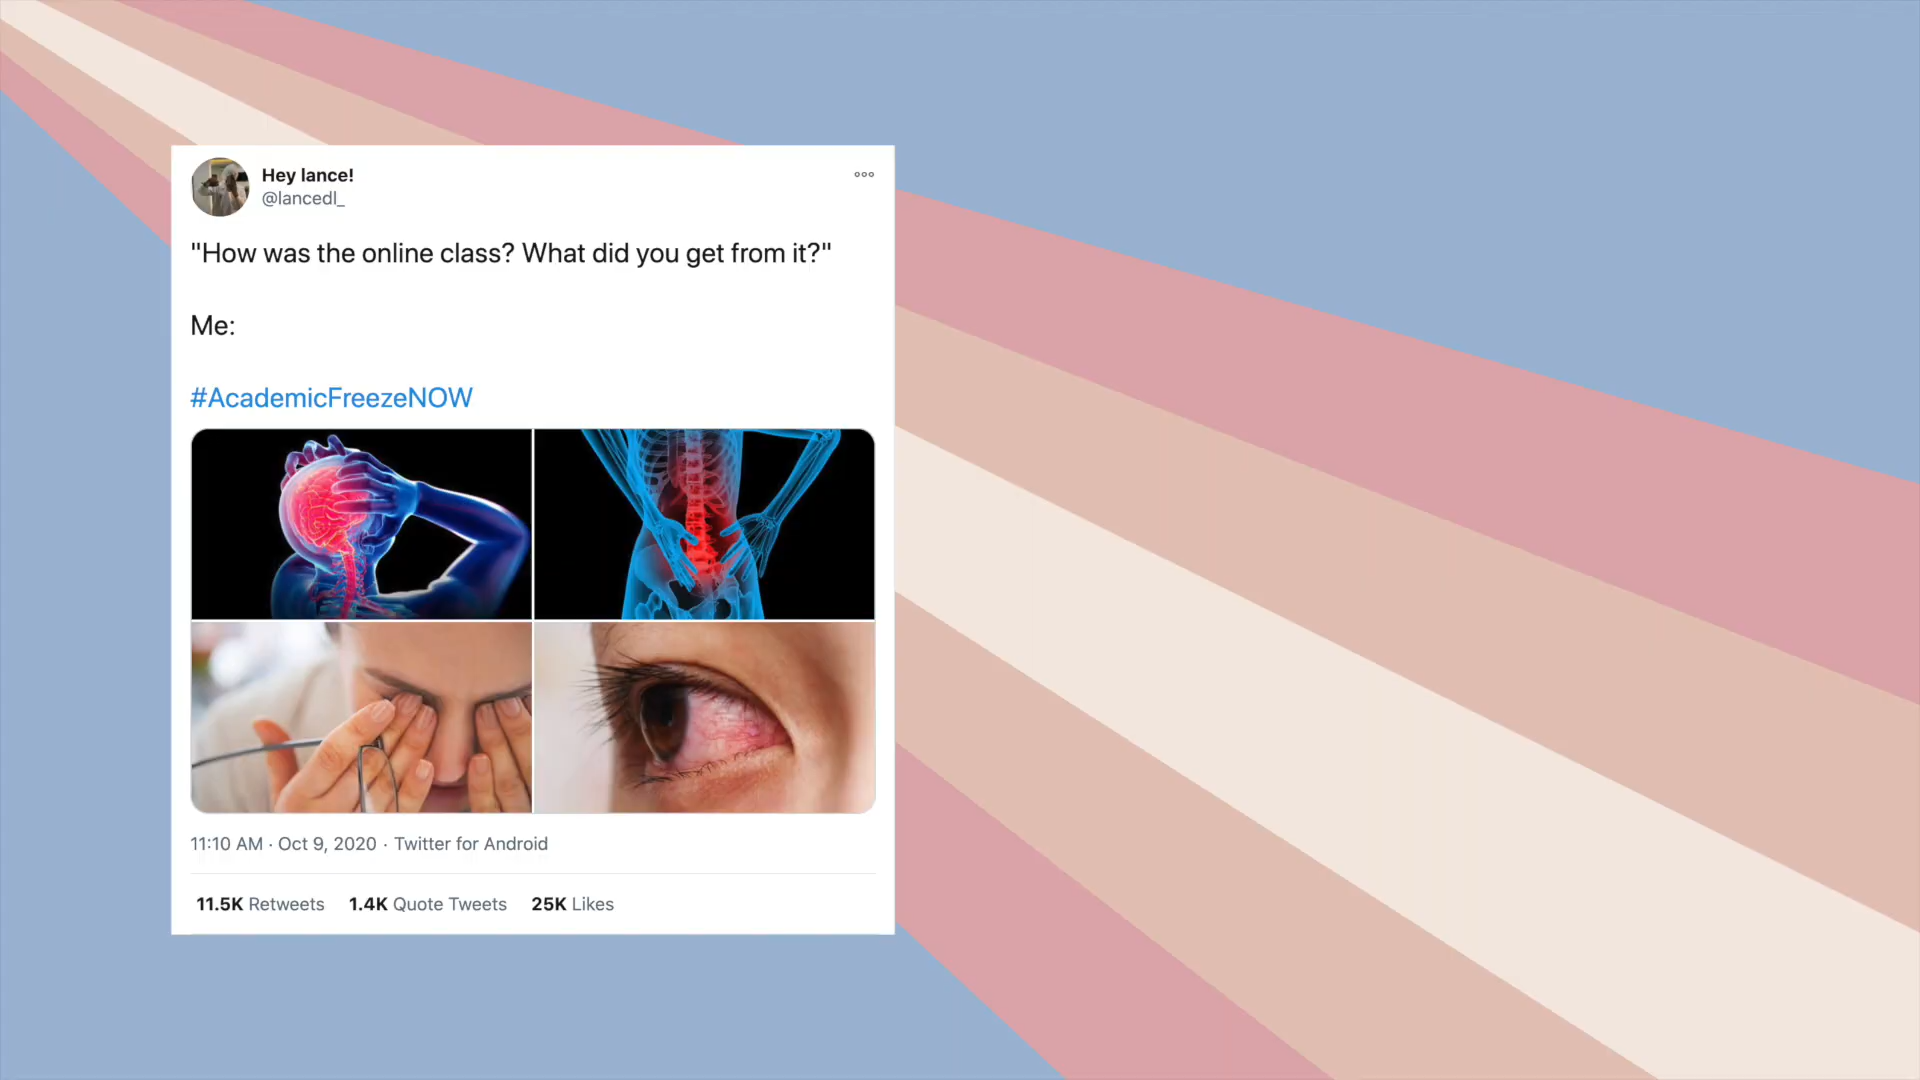 Hey lance!
@lancedl_
"How was the online class? What did you get from it?"
Me:
#AcademicFreezeNOW
11:10 AM · Oct 9, 2020 · Twitter for Android
11.5K Retweets 1.4K Quote Tweets 25K Likes